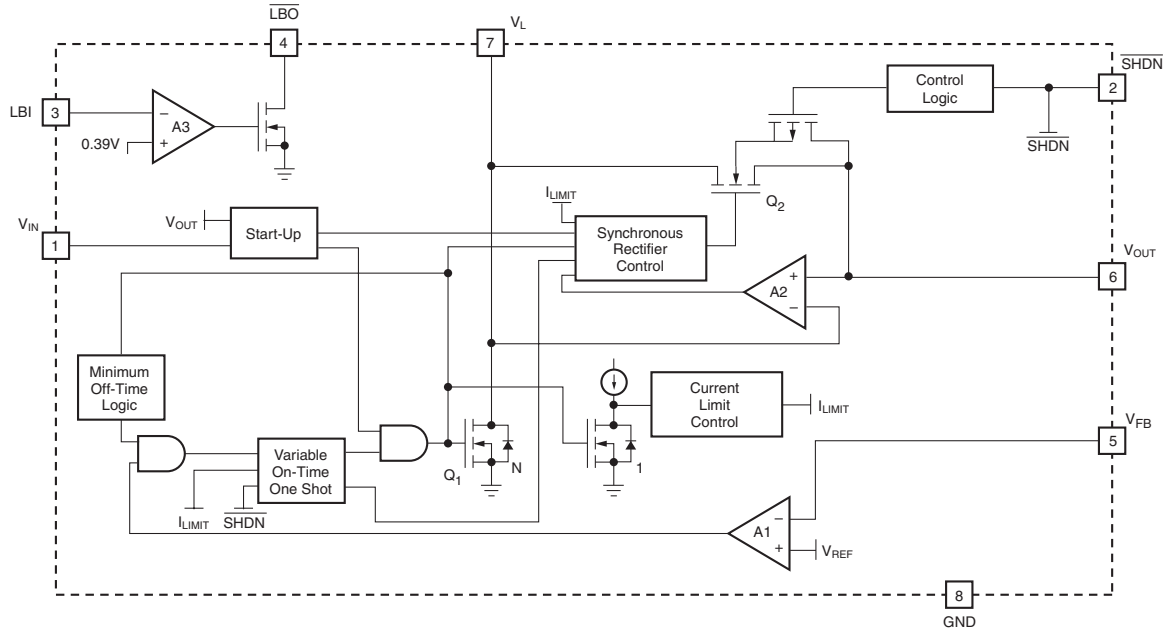 LBO
4
VL
7
SHDN
2
Control
Logic
SHDN
LBI
3
−
A3
+
0.39V
Q2
ILIMIT
VIN
1
VOUT
Start-Up
Synchronous
Rectifier
Control
+
A2
−
VOUT
6
Minimum
Off-Time
Logic
Current
Limit
Control
ILIMIT
VFB
5
Variable
On-Time
One Shot
Q1
N
1
ILIMIT
SHDN
−
A1
+
VREF
8
GND